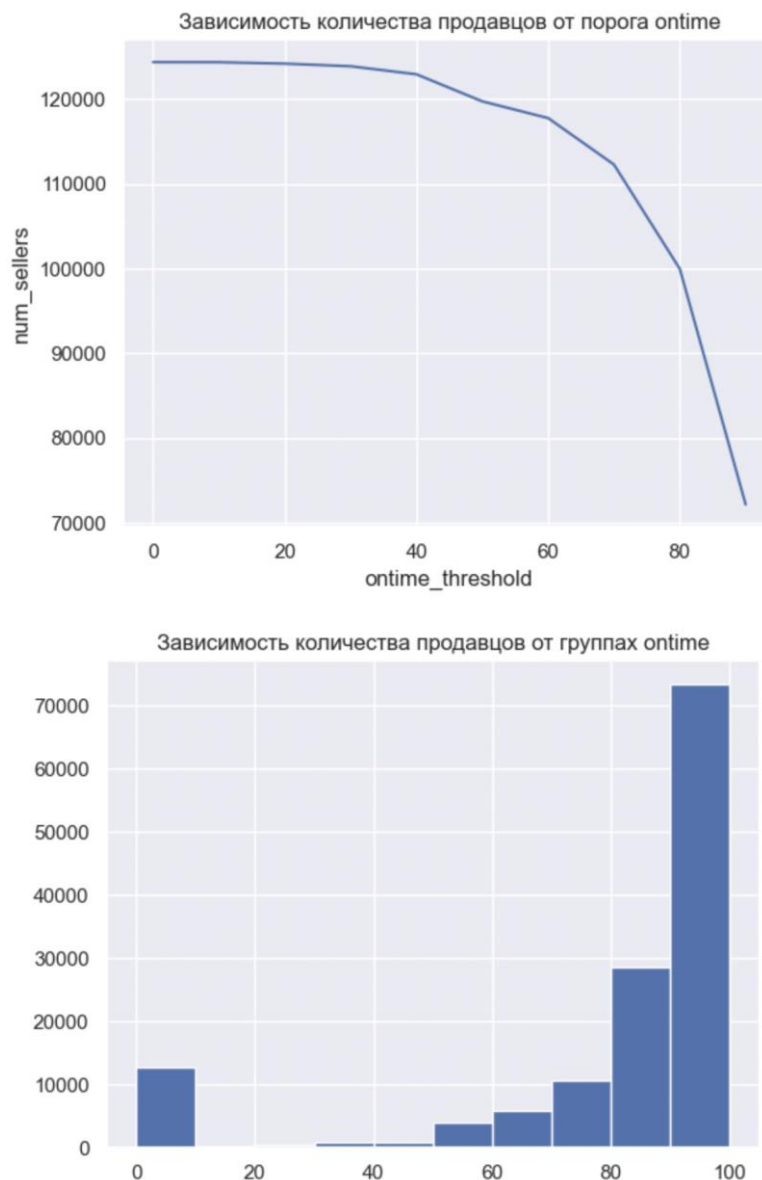 Зависимость количества продавцов от порога ontime
120000
110000
100000
90000
80000
70000
num_sellers
0 20 40 60 80
ontime_threshold
Зависимость количества продавцов от группах ontime
70000
60000
50000
40000
30000
20000
10000
0
0 20 40 60 80 100